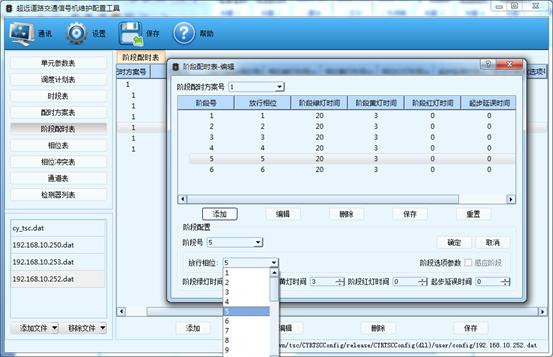 超远道路交通信号机维护配置工具
通讯 设置 保存 帮助
单元参数表
调度计划表
时段表
配时方案表
阶段配时表
相位表
相位冲突表
通道表
检测器列表
cy_tsc.dat
192.168.10.250.dat
192.168.10.253.dat
192.168.10.252.dat
添加文件 移除文件
阶段配时表
配时方案号
1
1
1
1
1
1
阶段配时表-编辑
阶段配时方案号 1
阶段号 放行相位 阶段绿灯时间 阶段黄灯时间 阶段红灯时间 起步延误时间
1 1 20 3 0 0
2 2 20 3 0 0
3 3 20 3 0 0
4 4 20 3 0 0
5 5 20 3 0 0
6 6 20 3 0 0
添加 编辑 删除 保存 重置
阶段配置
阶段号 5 确定 取消
放行相位: 5 阶段选项参数 感应阶段
阶段绿灯时间 黄灯时间 3 阶段红灯时间 0 起步延误时间 0
1
2
3
4
5
6
7
8
9
添加 编辑 删除 保存
/tsc/CTRTSCConfig/release/CTRTSCConfig(dll)/user/config/192.168.10.252.dat